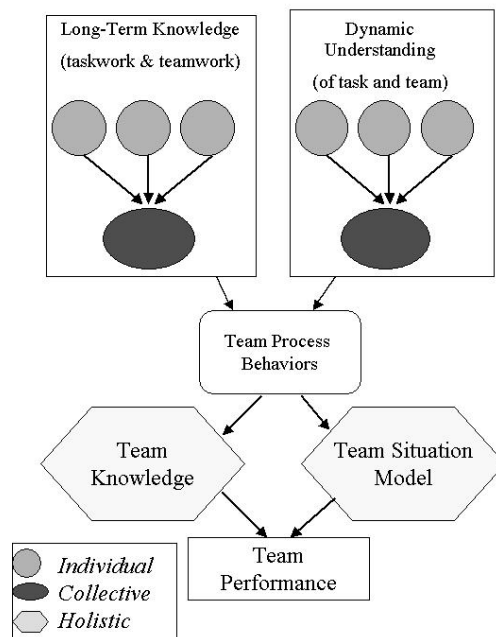 Long-Term Knowledge
(taskwork & teamwork)
Dynamic
Understanding
(of task and team)
Team Process
Behaviors
Team
Knowledge
Team Situation
Model
Team
Performance
Individual
Collective
Holistic